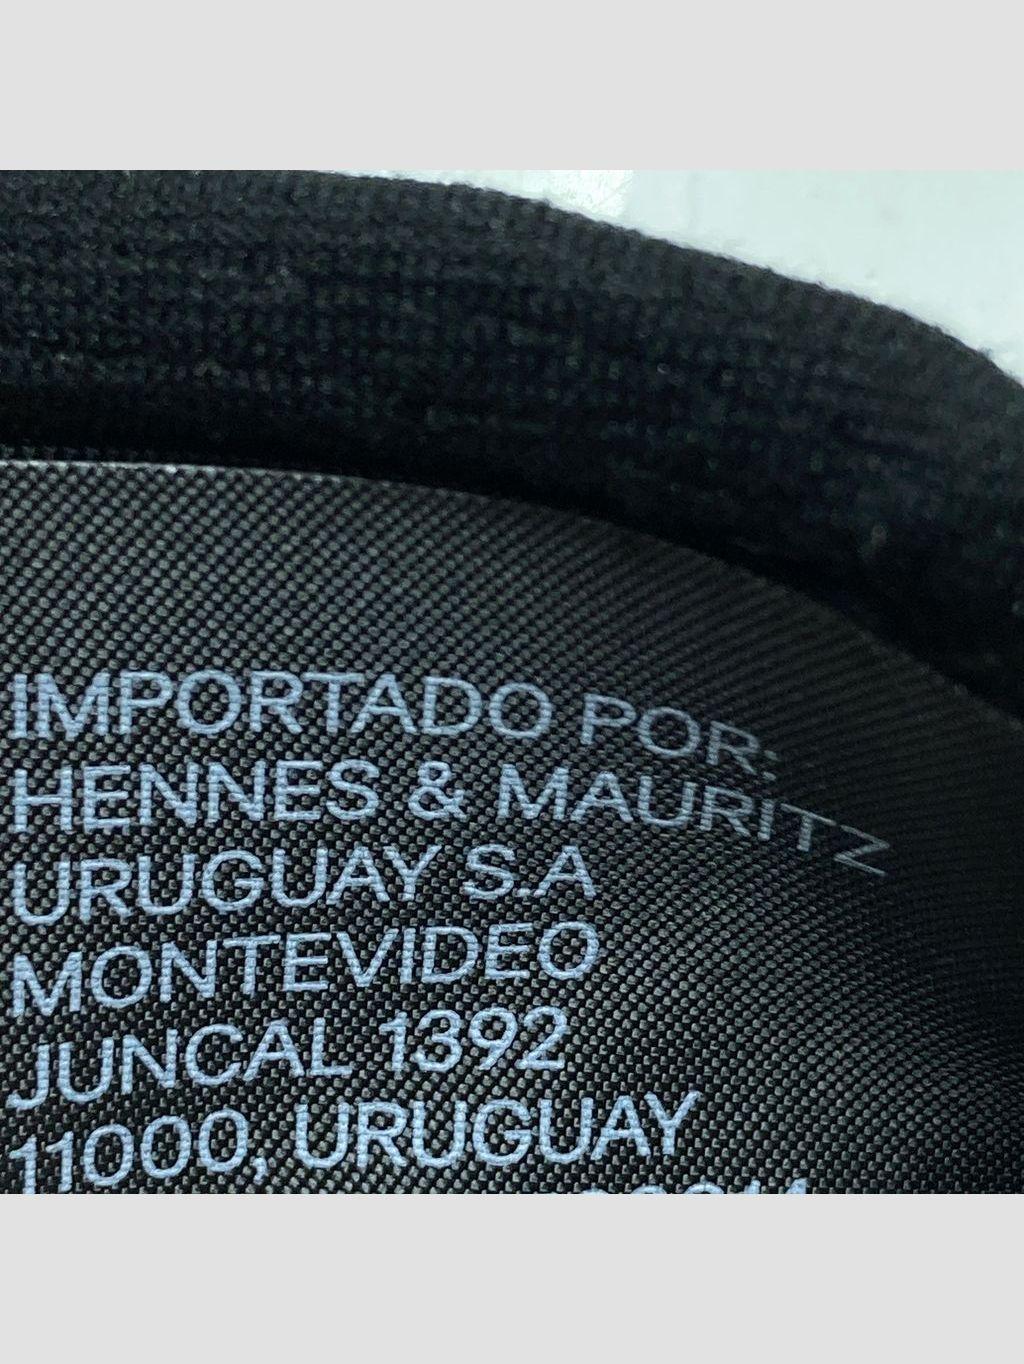 IMPORTADO POR:
HENNES & MAURITZ
URUGUAY S.A
MONTEVIDEO
JUNCAL 1392
11000, URUGUAY